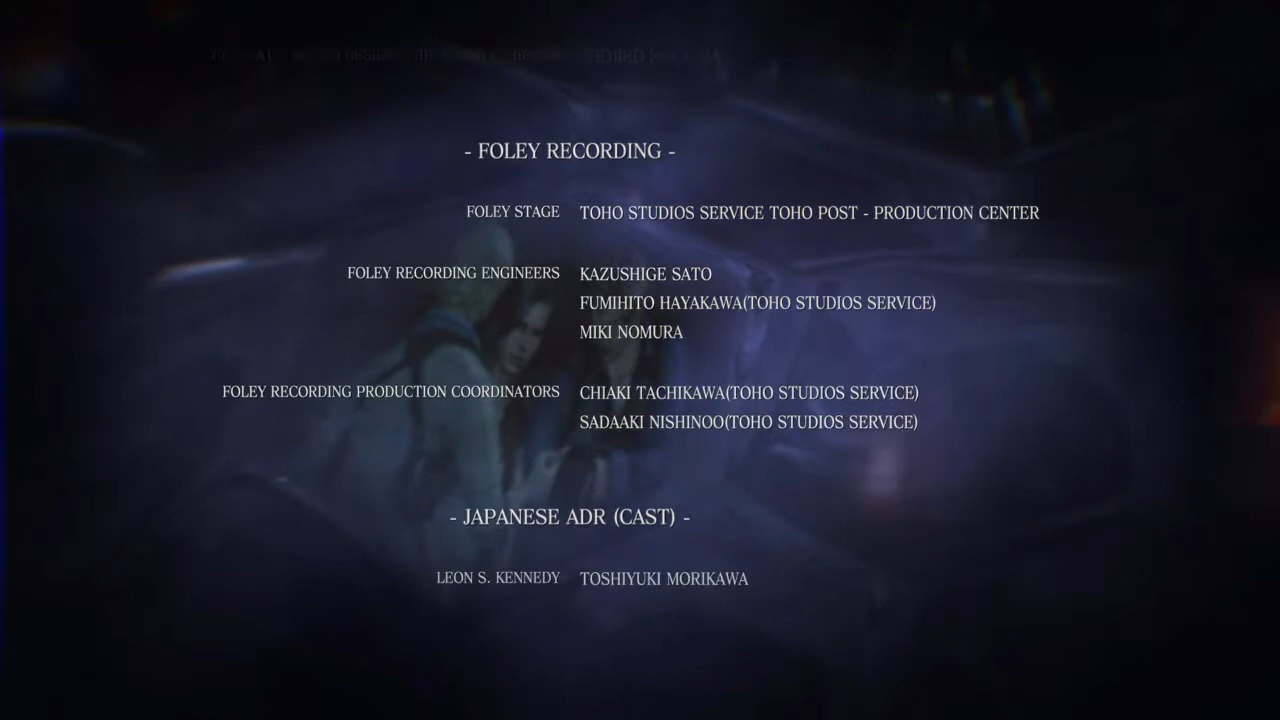 - FOLEY RECORDING -
FOLEY STAGE TOHO STUDIOS SERVICE TOHO POST - PRODUCTION CENTER
FOLEY RECORDING ENGINEERS KAZUSHIGE SATO
FUMIHITO HAYAKAWA(TOHO STUDIOS SERVICE)
MIKI NOMURA
FOLEY RECORDING PRODUCTION COORDINATORS CHIAKI TACHIKAWA(TOHO STUDIOS SERVICE)
SADAAKI NISHINOO(TOHO STUDIOS SERVICE)
- JAPANESE ADR (CAST) -
LEON S. KENNEDY TOSHIYUKI MORIKAWA